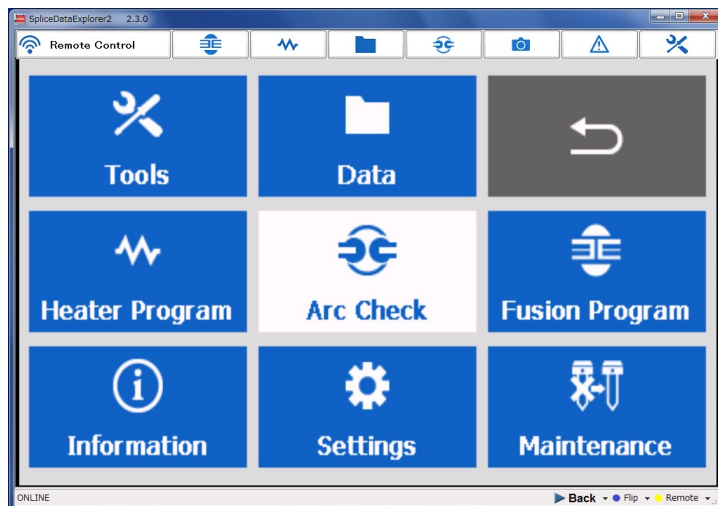 SpliceDataExplorer2 2.3.0
Remote Control
Tools
Data
Heater Program
Arc Check
Fusion Program
Information
Settings
Maintenance
ONLINE
Back
Flip
Remote